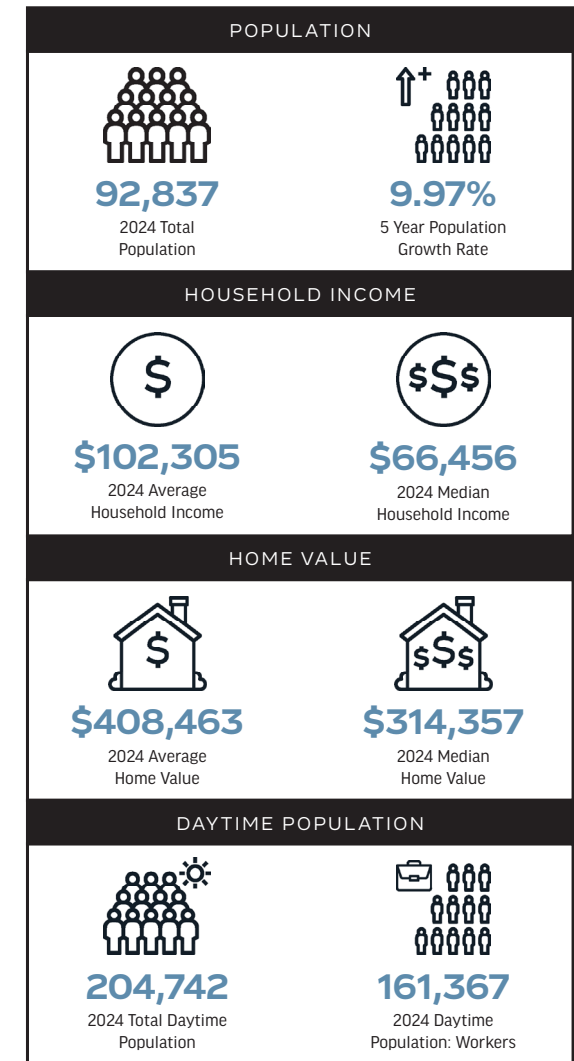 POPULATION
92,837
2024 Total
Population
9.97%
5 Year Population
Growth Rate
HOUSEHOLD INCOME
$
$102,305
2024 Average
Household Income
$$$
$66,456
2024 Median
Household Income
HOME VALUE
$
$408,463
2024 Average
Home Value
$$$
$314,357
2024 Median
Home Value
DAYTIME POPULATION
204,742
2024 Total Daytime
Population
161,367
2024 Daytime
Population: Workers